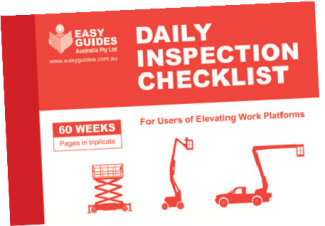 EASY
GUIDES
Australia Pty Ltd
www.easyguides.com.au
DAILY
INSPECTION
CHECKLIST
For Users of Elevating Work Platforms
60 WEEKS
Pages in triplicate